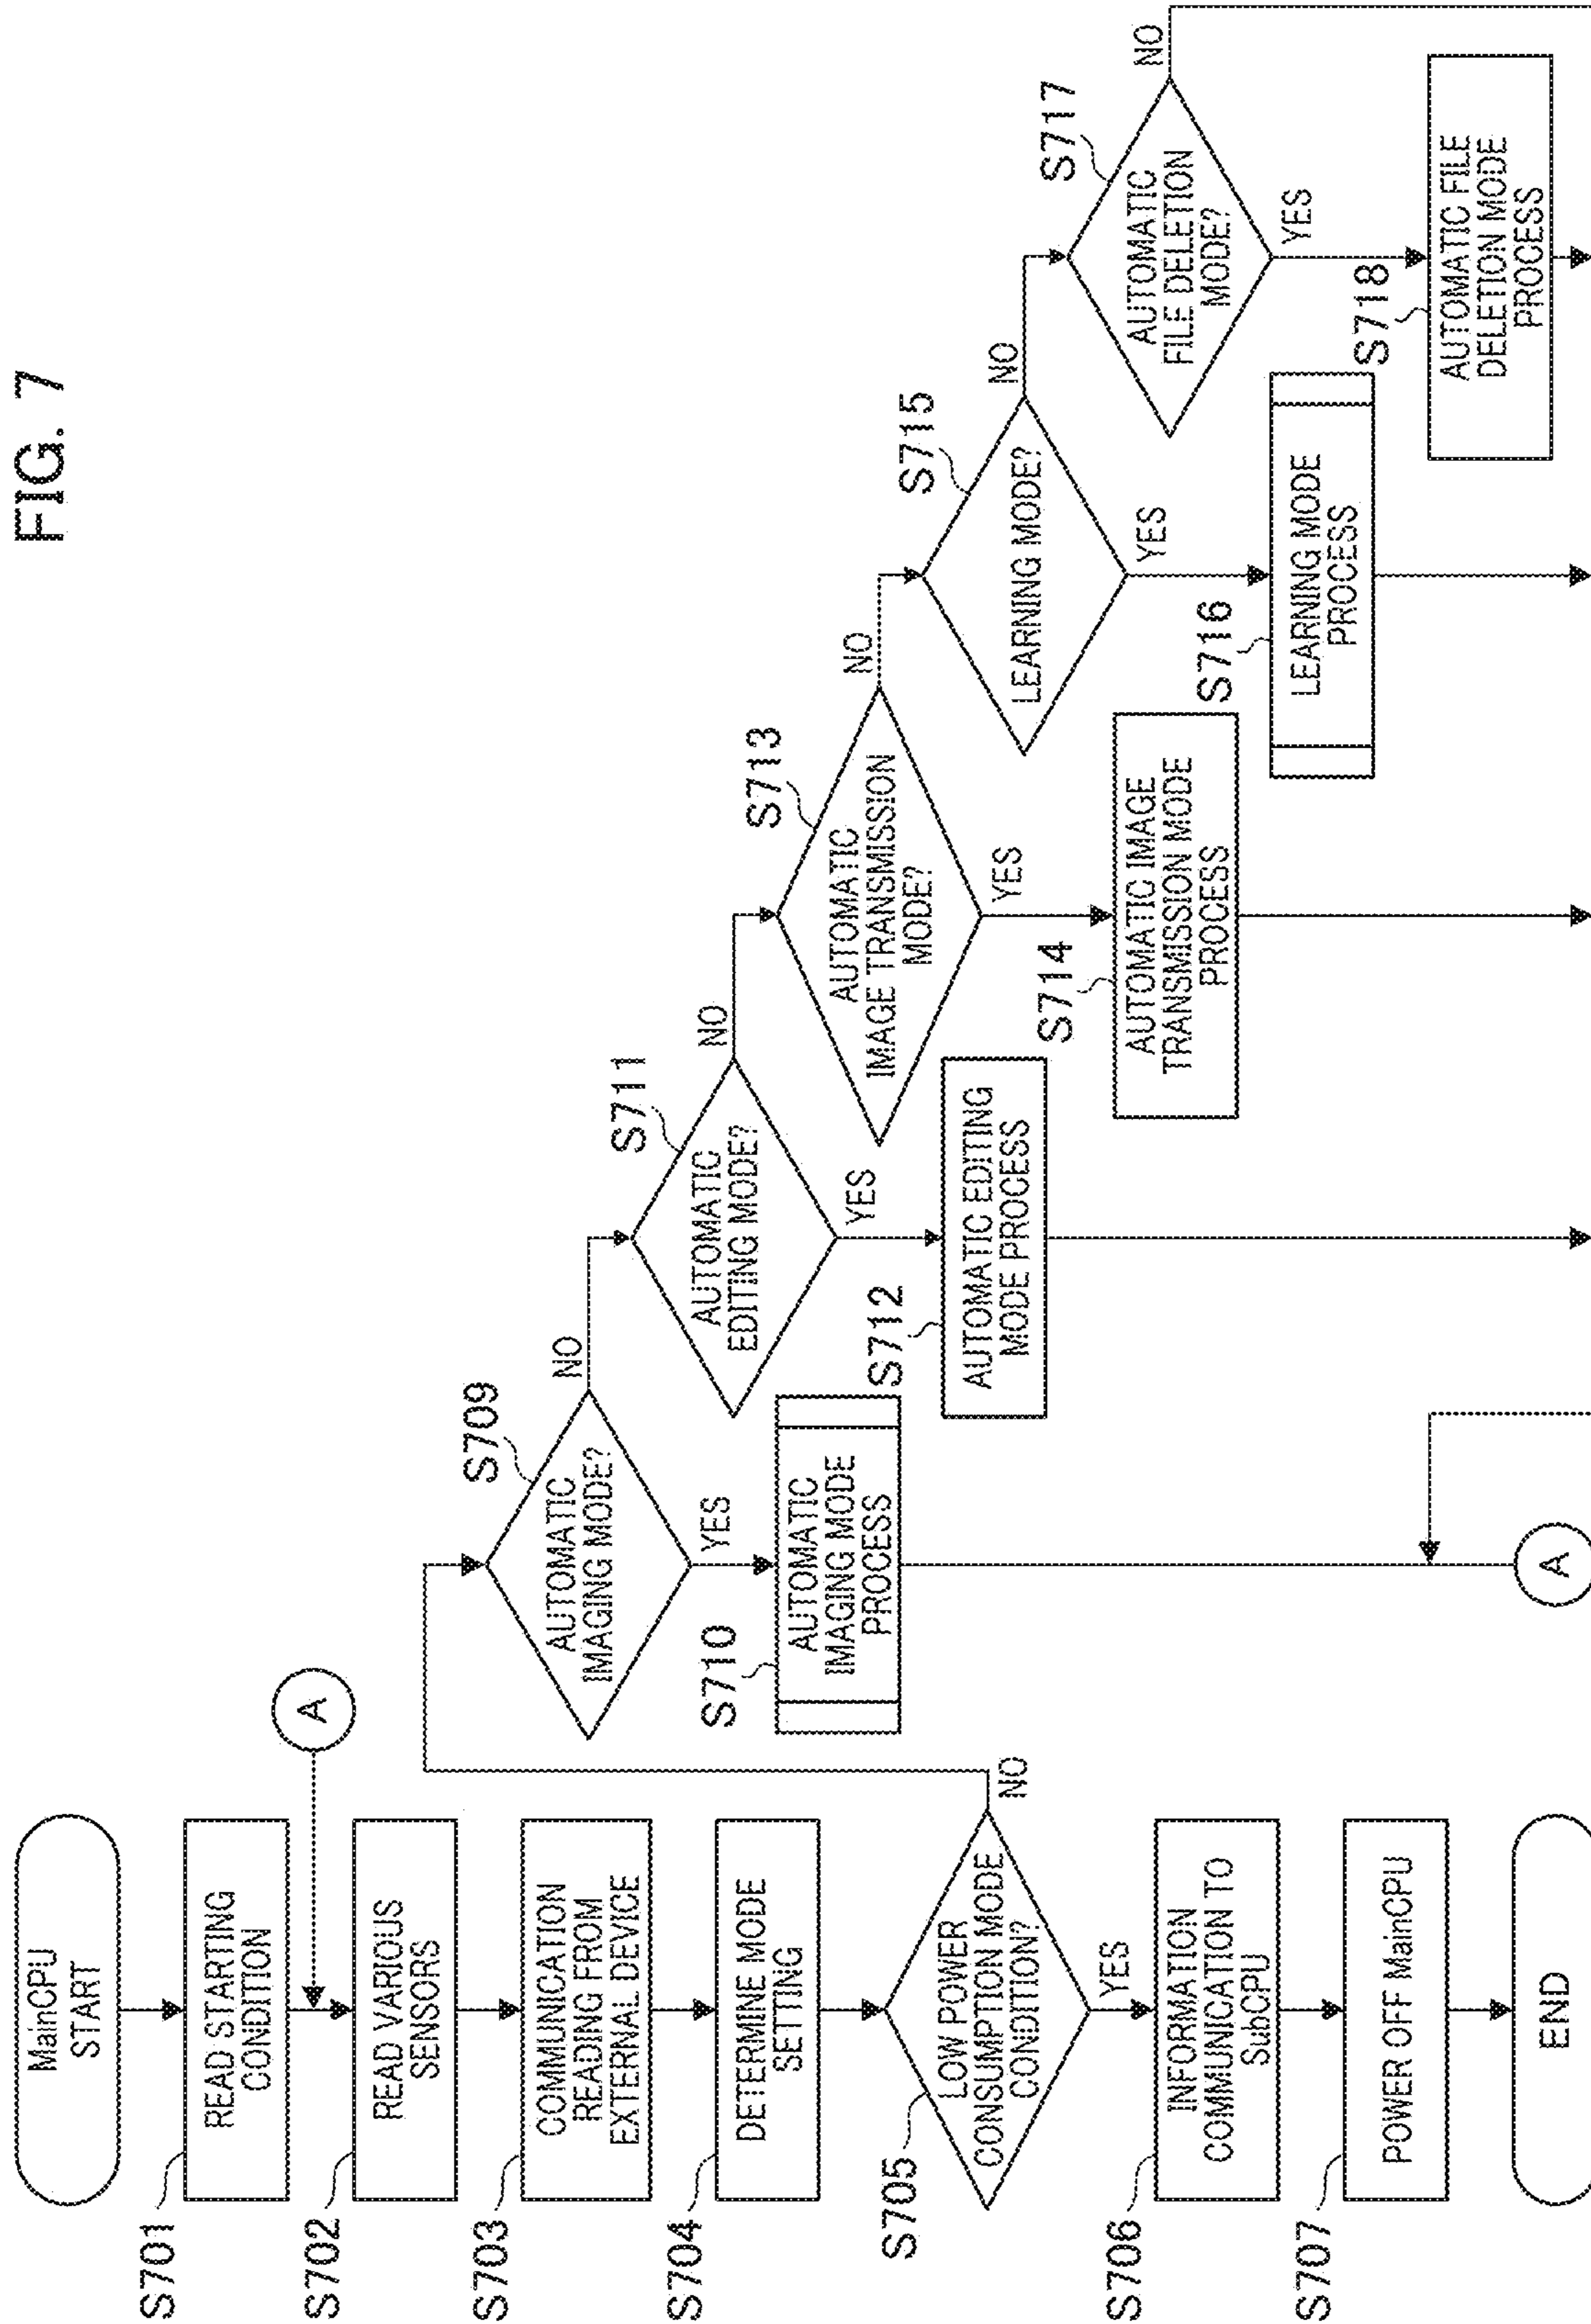 FIG. 7
MainCPU
START
S701
READ STARTING
CONDITION
A
S702
READ VARIOUS
SENSORS
S703
COMMUNICATION
READING FROM
EXTERNAL DEVICE
S704
DETERMINE MODE
SETTING
S705
LOW POWER
CONSUMPTION MODE
CONDITION?
NO
YES
S706
INFORMATION
COMMUNICATION TO
SubCPU
S707
POWER OFF MainCPU
END
S709
AUTOMATIC
IMAGING MODE?
NO
YES
S710
AUTOMATIC
IMAGING MODE
PROCESS
A
S711
AUTOMATIC
EDITING MODE?
NO
YES
S712
AUTOMATIC EDITING
MODE PROCESS
S713
AUTOMATIC
IMAGE TRANSMISSION
MODE?
NO
YES
S714
AUTOMATIC IMAGE
TRANSMISSION MODE
PROCESS
S715
LEARNING MODE?
NO
YES
S716
LEARNING MODE
PROCESS
S717
AUTOMATIC
FILE DELETION
MODE?
NO
YES
S718
AUTOMATIC FILE
DELETION MODE
PROCESS